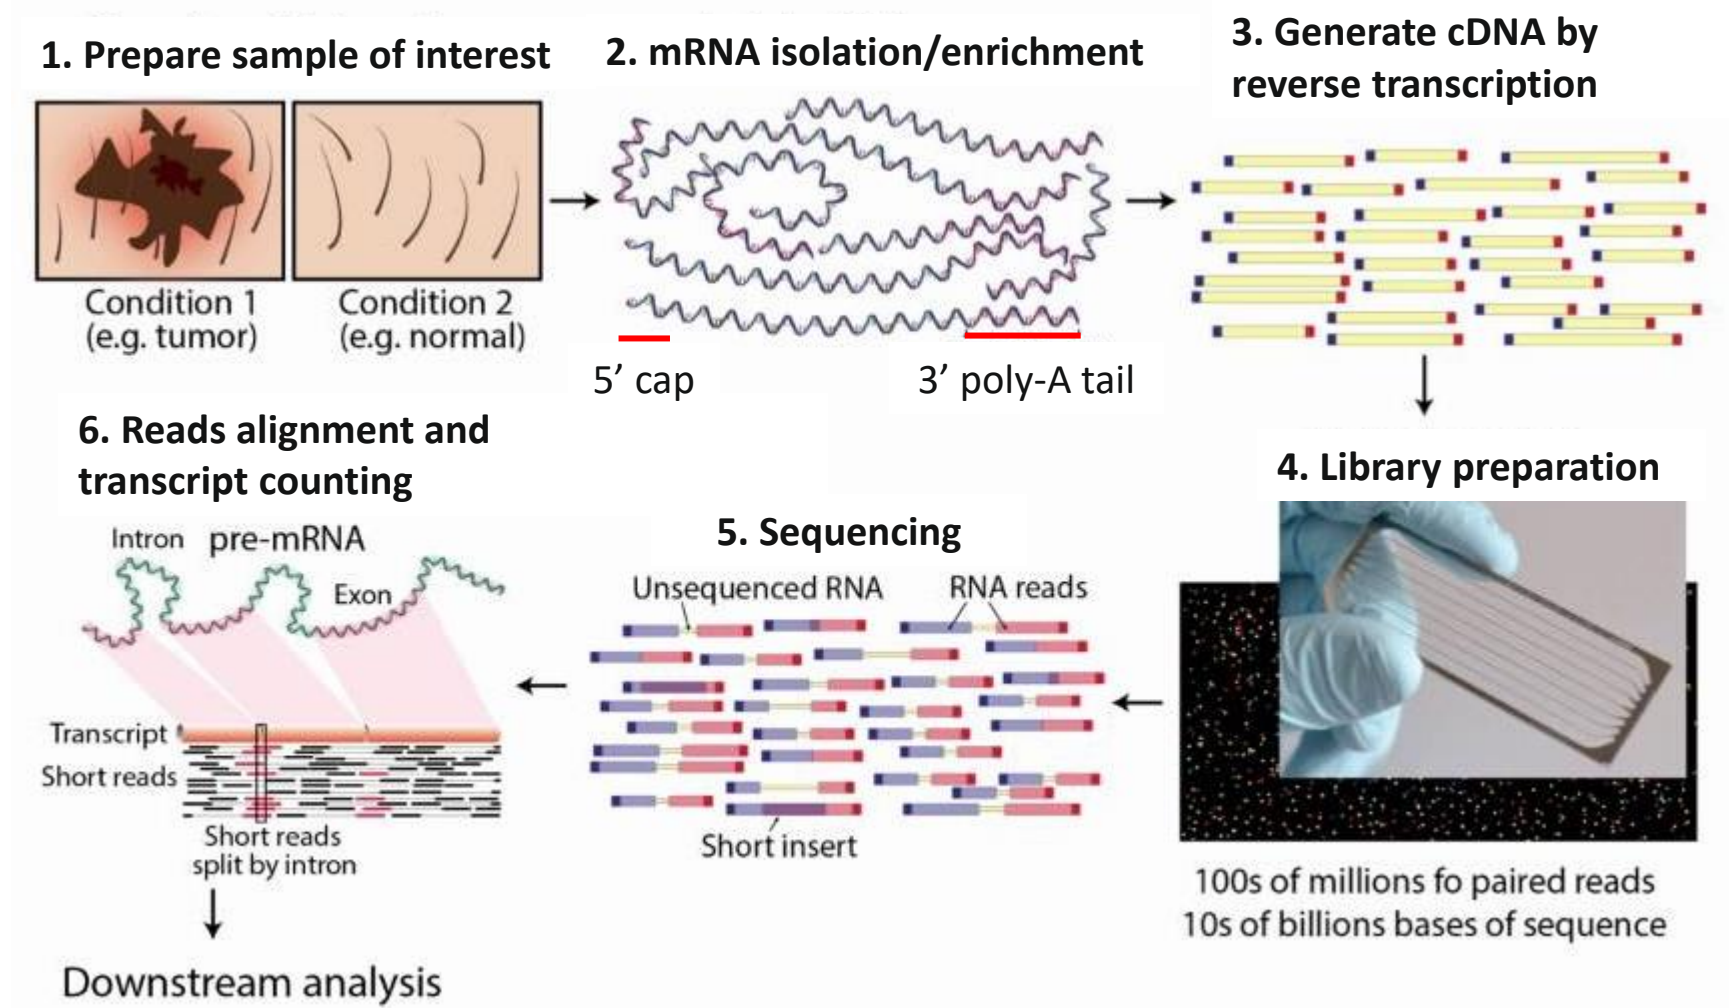 1. Prepare sample of interest
Condition 1
(e.g. tumor)
Condition 2
(e.g. normal)
2. mRNA isolation/enrichment
5’ cap
3’ poly-A tail
3. Generate cDNA by
reverse transcription
4. Library preparation
100s of millions fo paired reads
10s of billions bases of sequence
5. Sequencing
Unsequenced RNA
RNA reads
Short insert
6. Reads alignment and
transcript counting
Intron
pre-mRNA
Exon
Transcript
Short reads
Short reads
split by intron
Downstream analysis